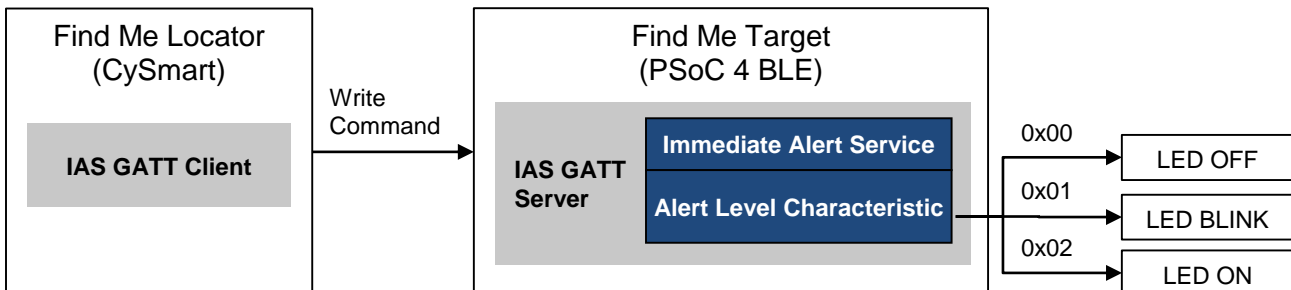 Find Me Locator
(CySmart)
IAS GATT Client
Write
Command
Find Me Target
(PSoC 4 BLE)
IAS GATT
Server
Immediate Alert Service
Alert Level Characteristic
0x00
LED OFF
0x01
LED BLINK
0x02
LED ON